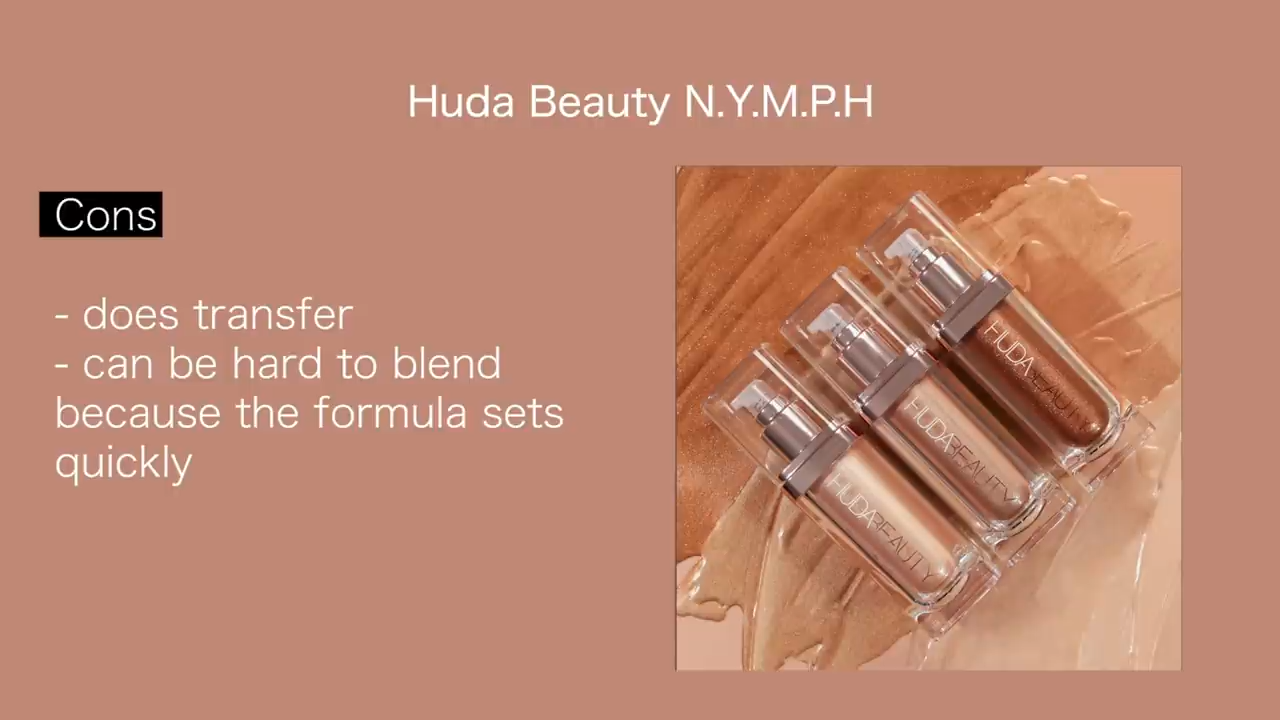 Huda Beauty N.Y.M.P.H
Cons
- does transfer
- can be hard to blend
because the formula sets
quickly
HUDABEAUTY
HUDABEAUTY
HUDABEAUTY